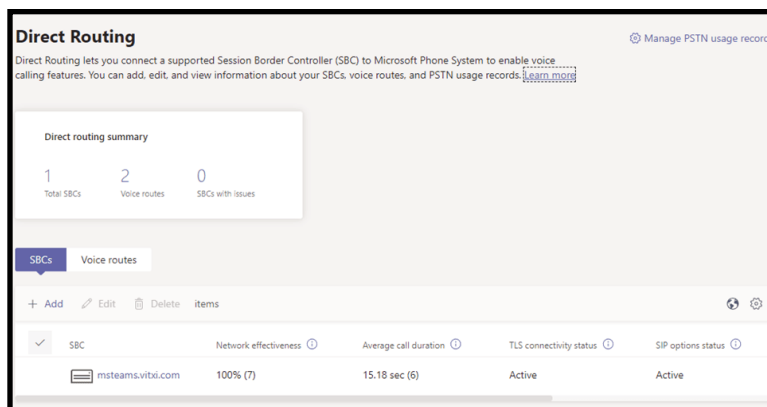 Direct Routing
Manage PSTN usage record
Direct Routing lets you connect a supported Session Border Controller (SBC) to Microsoft Phone System to enable voice
calling features. You can add, edit, and view information about your SBCs, voice routes, and PSTN usage records. Learn more
Direct routing summary
1 2 0
Total SBCs Voice routes SBCs with issues
SBCs Voice routes
+ Add Edit Delete items
SBC Network effectiveness Average call duration TLS connectivity status SIP options status
msteams.vitxi.com 100% (7) 15.18 sec (6) Active Active